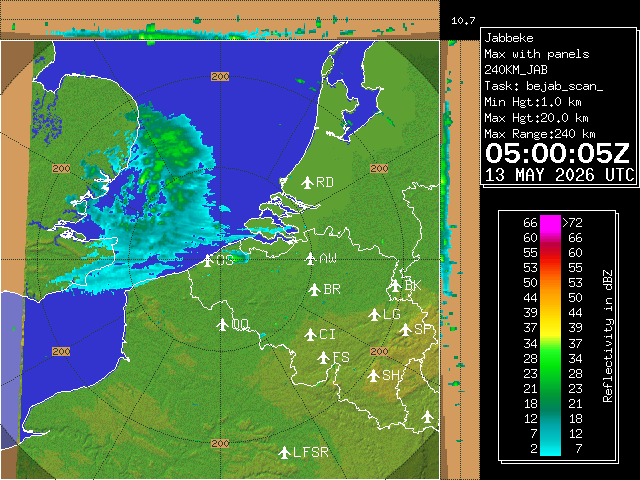 10.7
Jabbeke
Max with panels
240KM_JAB
Task: bejab_scan_
Min Hgt:1.0 km
Max Hgt:20.0 km
Max Range:240 km
05:00:05Z
13 MAY 2026 UTC
200
200
200
RD
OS
AW
BR
BK
LG
QO
CI
SP
200
200
FS
SH
200
LFSR
66 >72
60 66
55 60
53 55
50 53
44 50
39 44
37 39
34 37
28 34
23 28
21 23
18 21
12 18
7 12
2 7
Reflectivity in dBZ